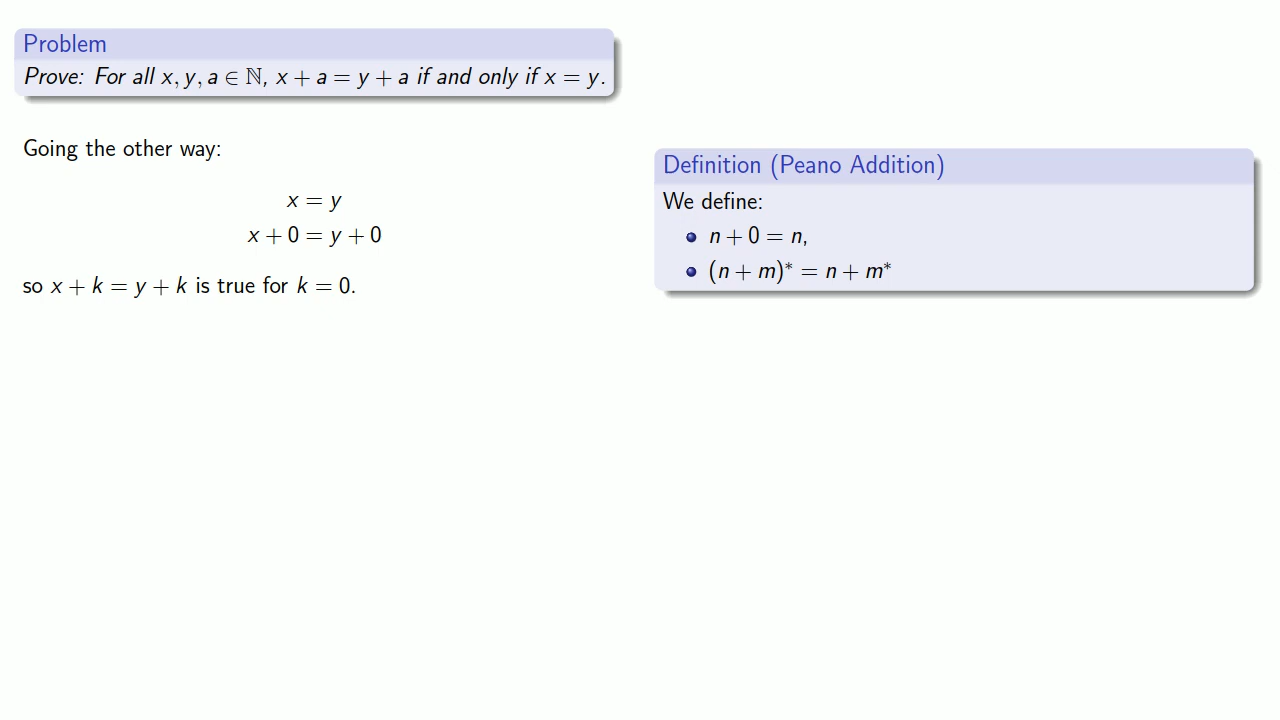 Problem
Prove: For all x, y, a ∈ ℕ, x + a = y + a if and only if x = y.
Going the other way:
x = y
x + 0 = y + 0
so x + k = y + k is true for k = 0.
Definition (Peano Addition)
We define:
n + 0 = n,
(n + m)* = n + m*